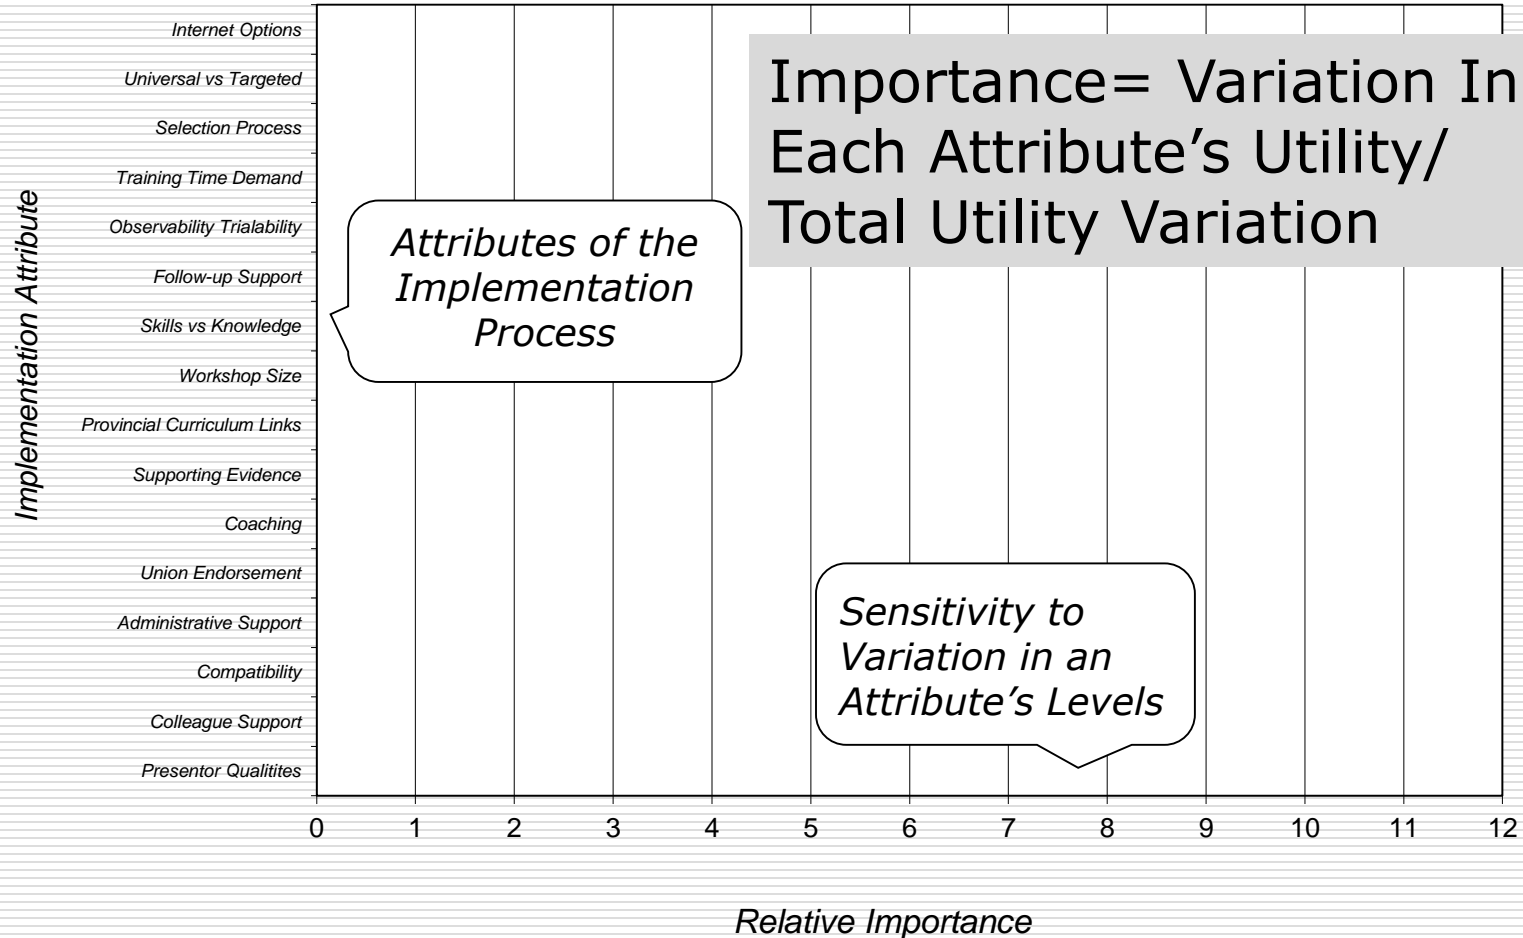 Internet Options
Universal vs Targeted
Selection Process
Training Time Demand
Observability Trialability
Follow-up Support
Skills vs Knowledge
Workshop Size
Provincial Curriculum Links
Supporting Evidence
Coaching
Union Endorsement
Administrative Support
Compatibility
Colleague Support
Presentor Qualitites
Implementation Attribute
Importance= Variation In
Each Attribute’s Utility/
Total Utility Variation
Attributes of the
Implementation
Process
Sensitivity to
Variation in an
Attribute’s Levels
0 1 2 3 4 5 6 7 8 9 10 11 12
Relative Importance